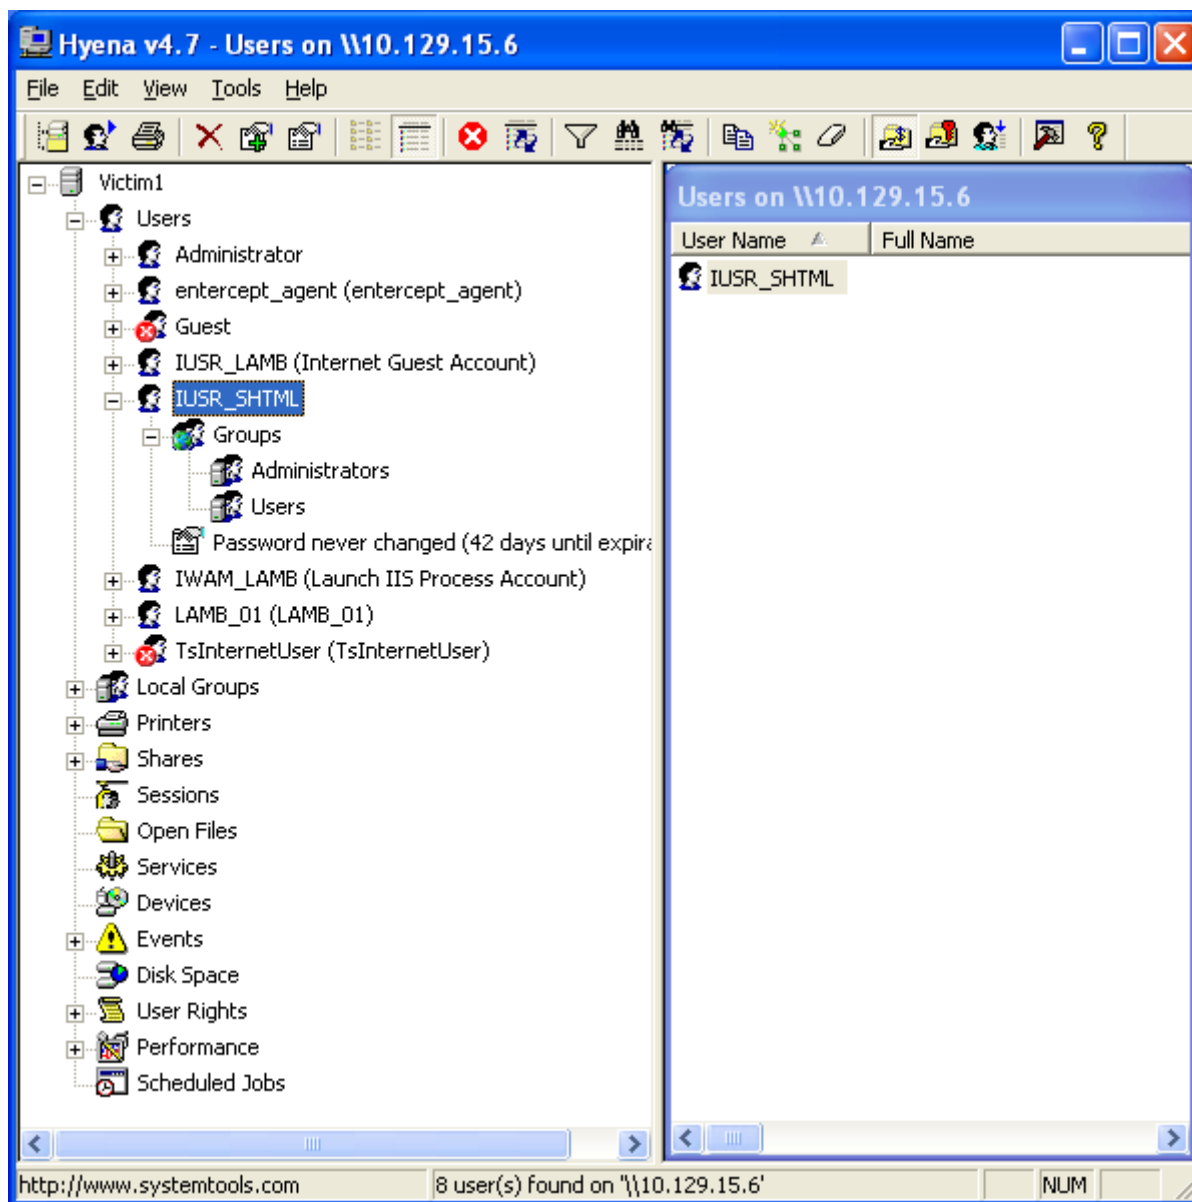 Hyena v4.7 - Users on \\10.129.15.6
File Edit View Tools Help
Victim1
Users
Administrator
entercept_agent (entercept_agent)
Guest
IUSR_LAMB (Internet Guest Account)
IUSR_SHTML
Groups
Administrators
Users
Password never changed (42 days until expira
IWAM_LAMB (Launch IIS Process Account)
LAMB_01 (LAMB_01)
TsInternetUser (TsInternetUser)
Local Groups
Printers
Shares
Sessions
Open Files
Services
Devices
Events
Disk Space
User Rights
Performance
Scheduled Jobs
Users on \\10.129.15.6
User Name Full Name
IUSR_SHTML
http://www.systemtools.com 8 user(s) found on '\\10.129.15.6' NUM